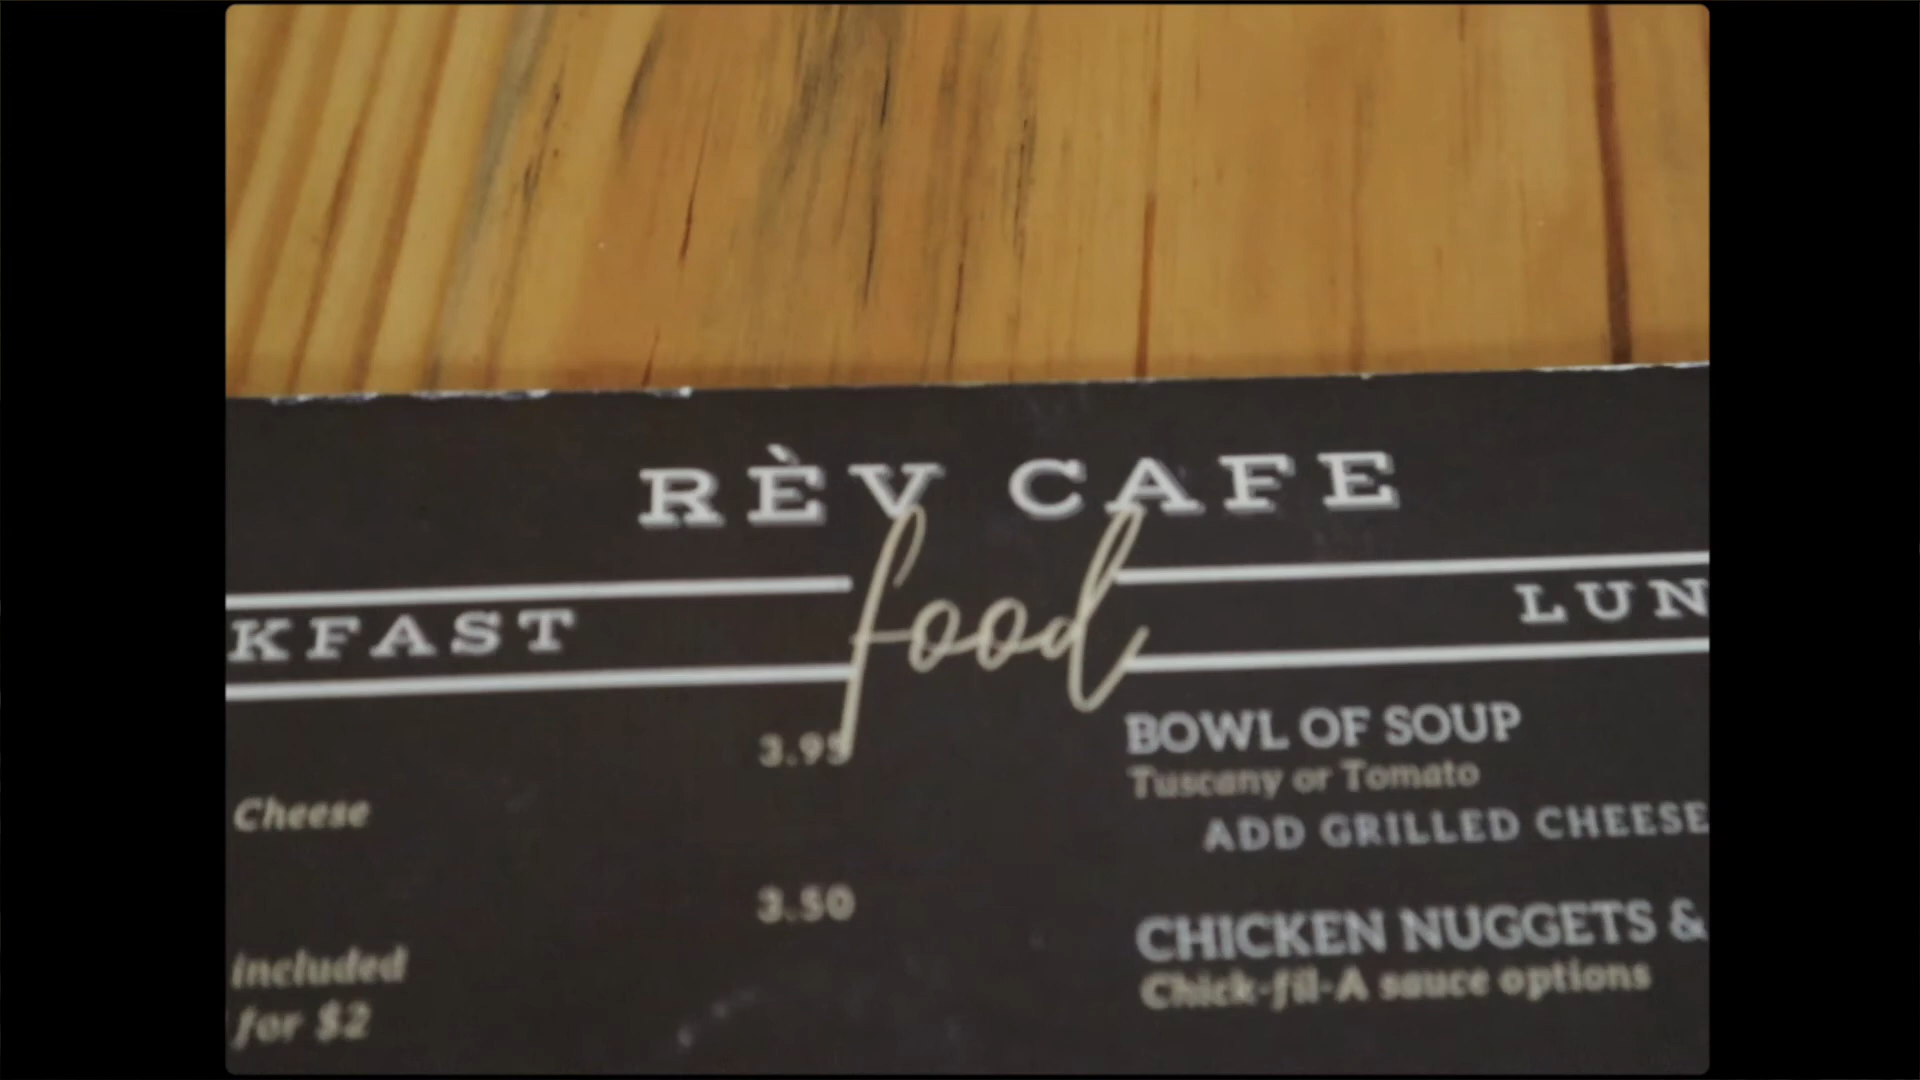 RÈV CAFE
food
KFAST
3.95
Cheese
3.50
included
for $2
LUN
BOWL OF SOUP
Tuscany or Tomato
ADD GRILLED CHEESE
CHICKEN NUGGETS &
Chick-fil-A sauce options